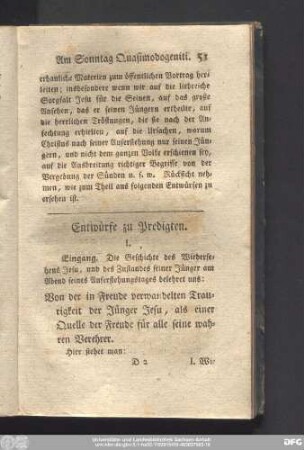 Am Sonntag Quasimodogeniti. 51
erbauliche Materien zum öffentlichen Vortrag her-
leiten; insbesondere wenn wir auf die liebreiche
Sorgfalt Jesu für die Seinen, auf das große
Ansehen, das er seinen Jüngern ertheilte, auf
die herrlichen Tröstungen, die sie nach der An-
fechtung erhielten, auf die Ursachen, warum
Christus nach seiner Auferstehung nur seinen Jün-
gern, und nicht dem ganzen Volke erschienen sey,
auf die Ausbreitung richtiger Begriffe von der
Vergebung der Sünden u. s. w. Rücksicht neh-
men, wie zum Theil aus folgenden Entwürfen zu
ersehen ist.
Entwürfe zu Predigten.
I.
Eingang. Die Geschichte des Wieder-
sehens Jesu, und des Zustandes seiner Jünger am
Abend seines Auferstehungstages belehret uns:
Von der in Freude verwandelten Trau-
rigkeit der Jünger Jesu, als einer
Quelle der Freude für alle seine wah-
ren Verehrer.
Hier siehet man:
D 2 1. Wie